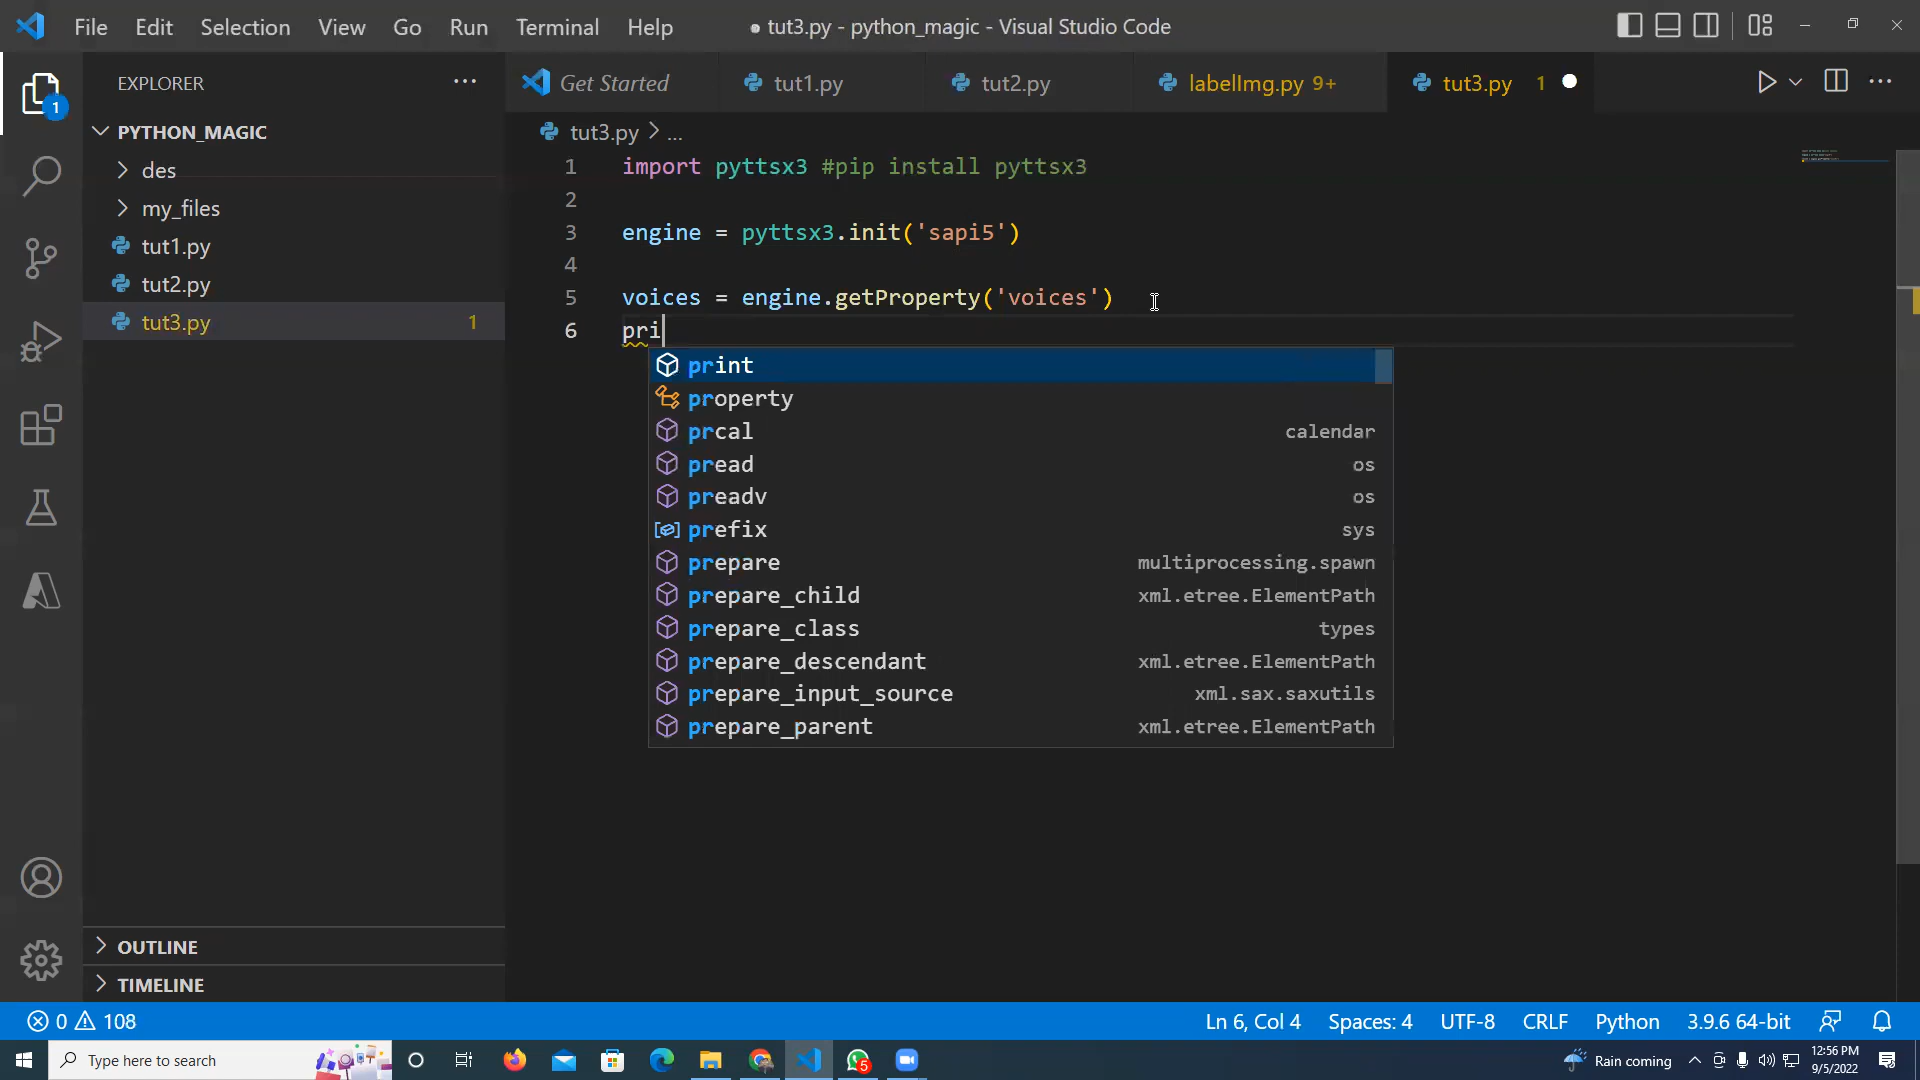 File Edit Selection View Go Run Terminal Help ● tut3.py - python_magic - Visual Studio Code
EXPLORER ...
Get Started tut1.py tut2.py labelImg.py 9+ tut3.py 1
PYTHON_MAGIC
des
my_files
tut1.py
tut2.py
tut3.py 1
tut3.py > ...
1 import pyttsx3 #pip install pyttsx3
2
3 engine = pyttsx3.init('sapi5')
4
5 voices = engine.getProperty('voices')
6 pri
print
property
prcal calendar
pread os
preadv os
prefix sys
prepare multiprocessing.spawn
prepare_child xml.etree.ElementPath
prepare_class types
prepare_descendant xml.etree.ElementPath
prepare_input_source xml.sax.saxutils
prepare_parent xml.etree.ElementPath
1
OUTLINE
TIMELINE
0 108 Ln 6, Col 4 Spaces: 4 UTF-8 CRLF Python 3.9.6 64-bit
Type here to search 5 Rain coming 12:56 PM
9/5/2022